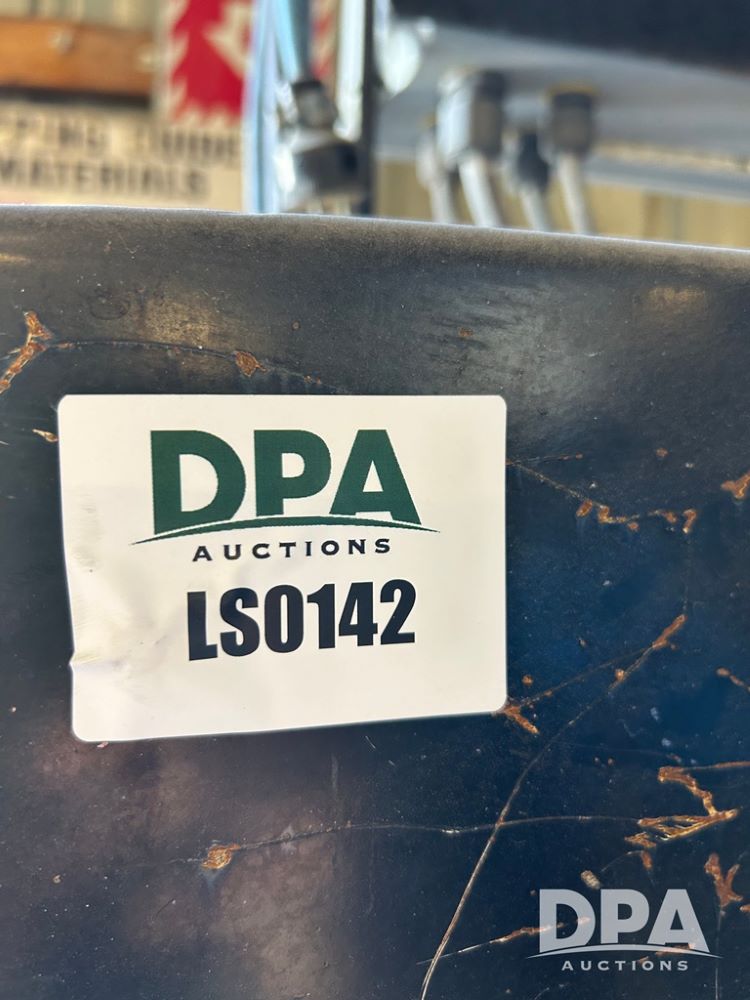 MATERIALS
DPA
AUCTIONS
LS0142
DPA
AUCTIONS